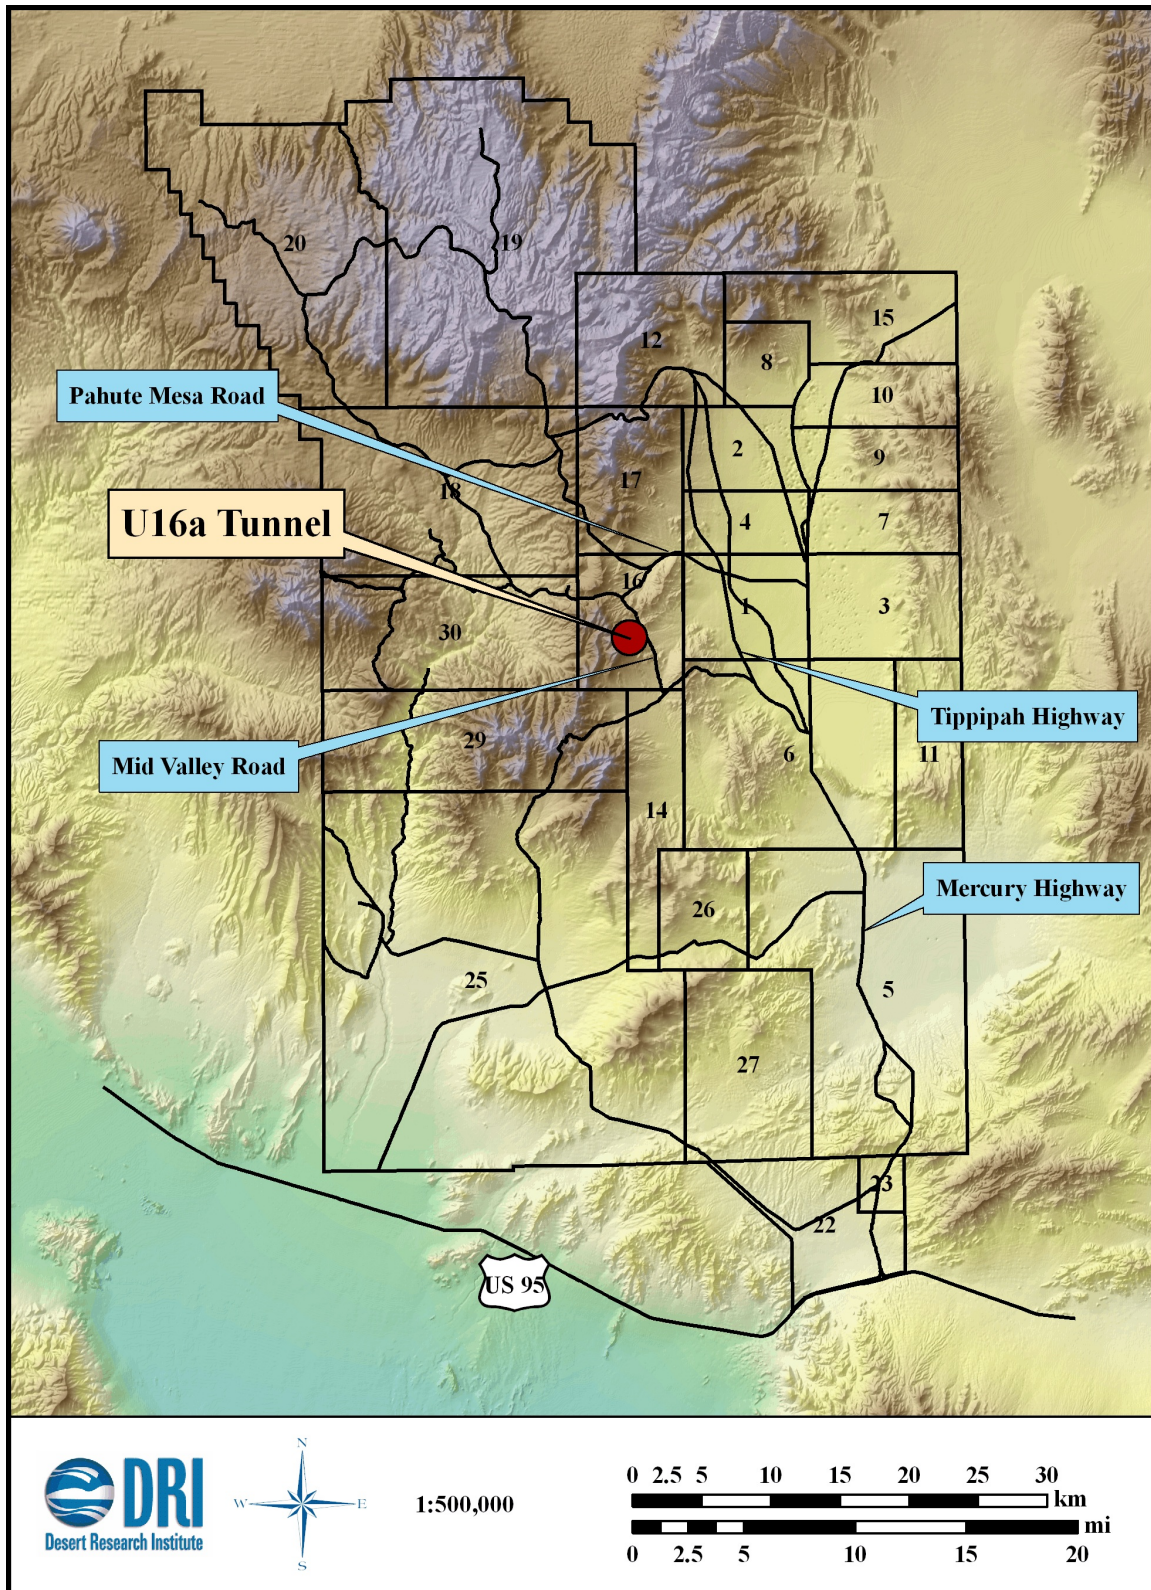 20
19
15
12
8
Pahute Mesa Road
10
2
9
17
18
U16a Tunnel
4
7
16
1
3
30
Tippipah Highway
29
6
11
Mid Valley Road
14
Mercury Highway
26
25
5
27
23
22
US 95
DRI
Desert Research Institute
N
W
E
S
1:500,000
0 2.5 5 10 15 20 25 30
km
mi
0 2.5 5 10 15 20